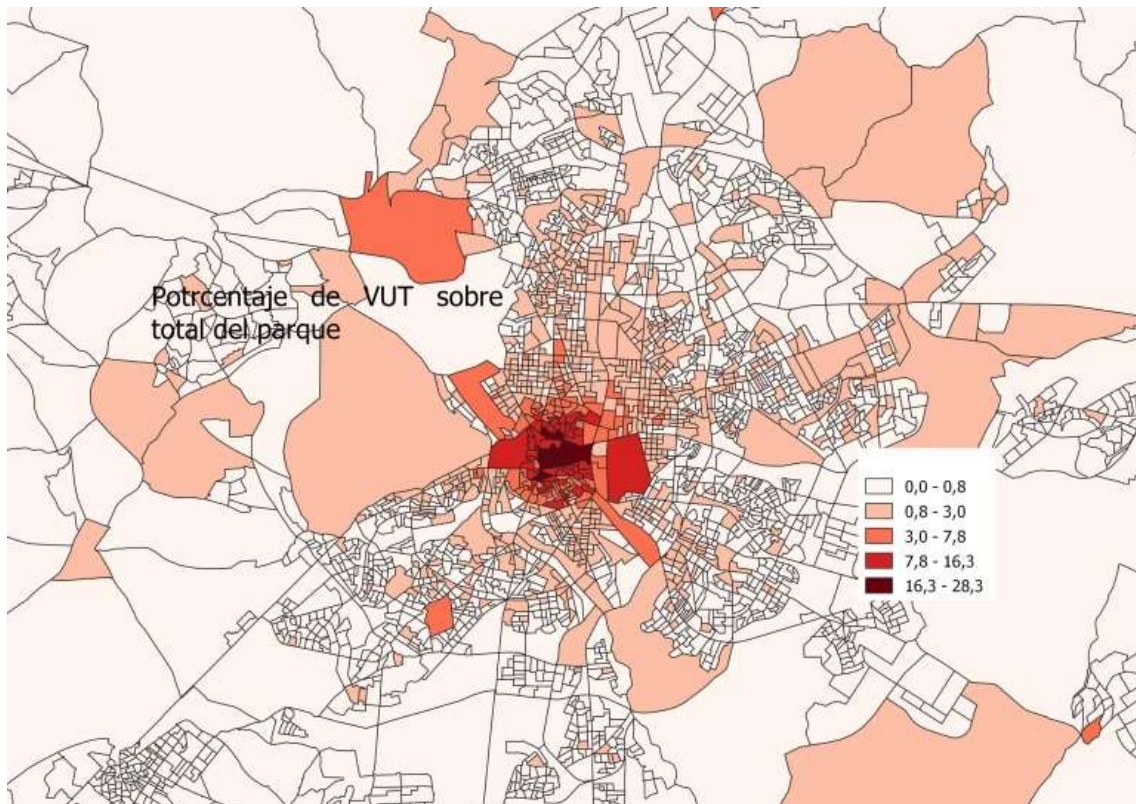 Potrcentaje de VUT sobre
total del parque
0,0 - 0,8
0,8 - 3,0
3,0 - 7,8
7,8 - 16,3
16,3 - 28,3